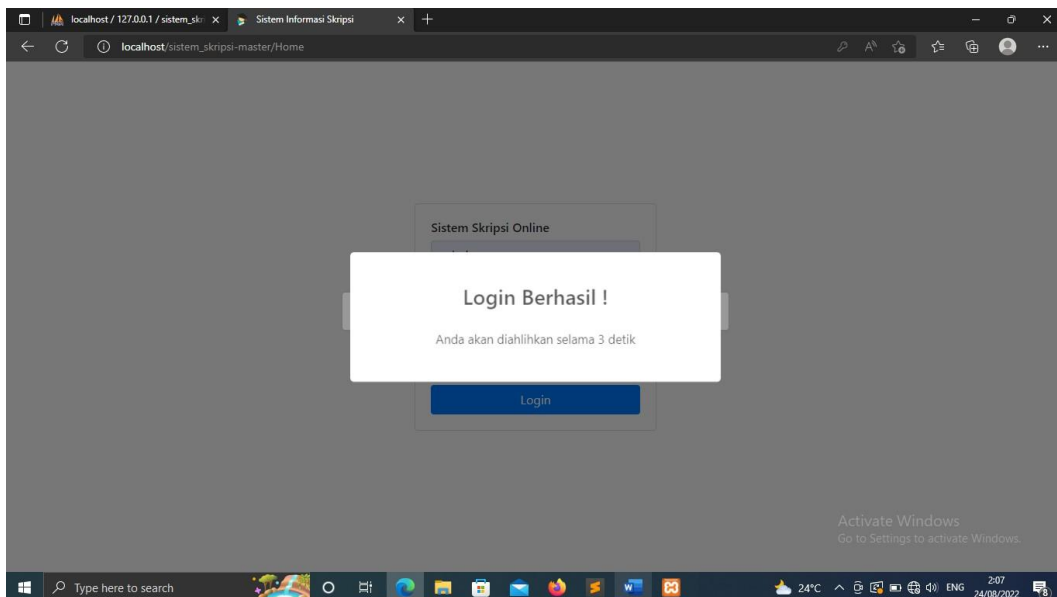 localhost / 127.0.0.1 / sistem_skr
Sistem Informasi Skripsi
localhost/sistem_skripsi-master/Home
Sistem Skripsi Online
Login Berhasil !
Anda akan diahlihkan selama 3 detik
Login
Activate Windows
Go to Settings to activate Windows.
Type here to search
24°C
ENG
2:07
24/08/2022
8